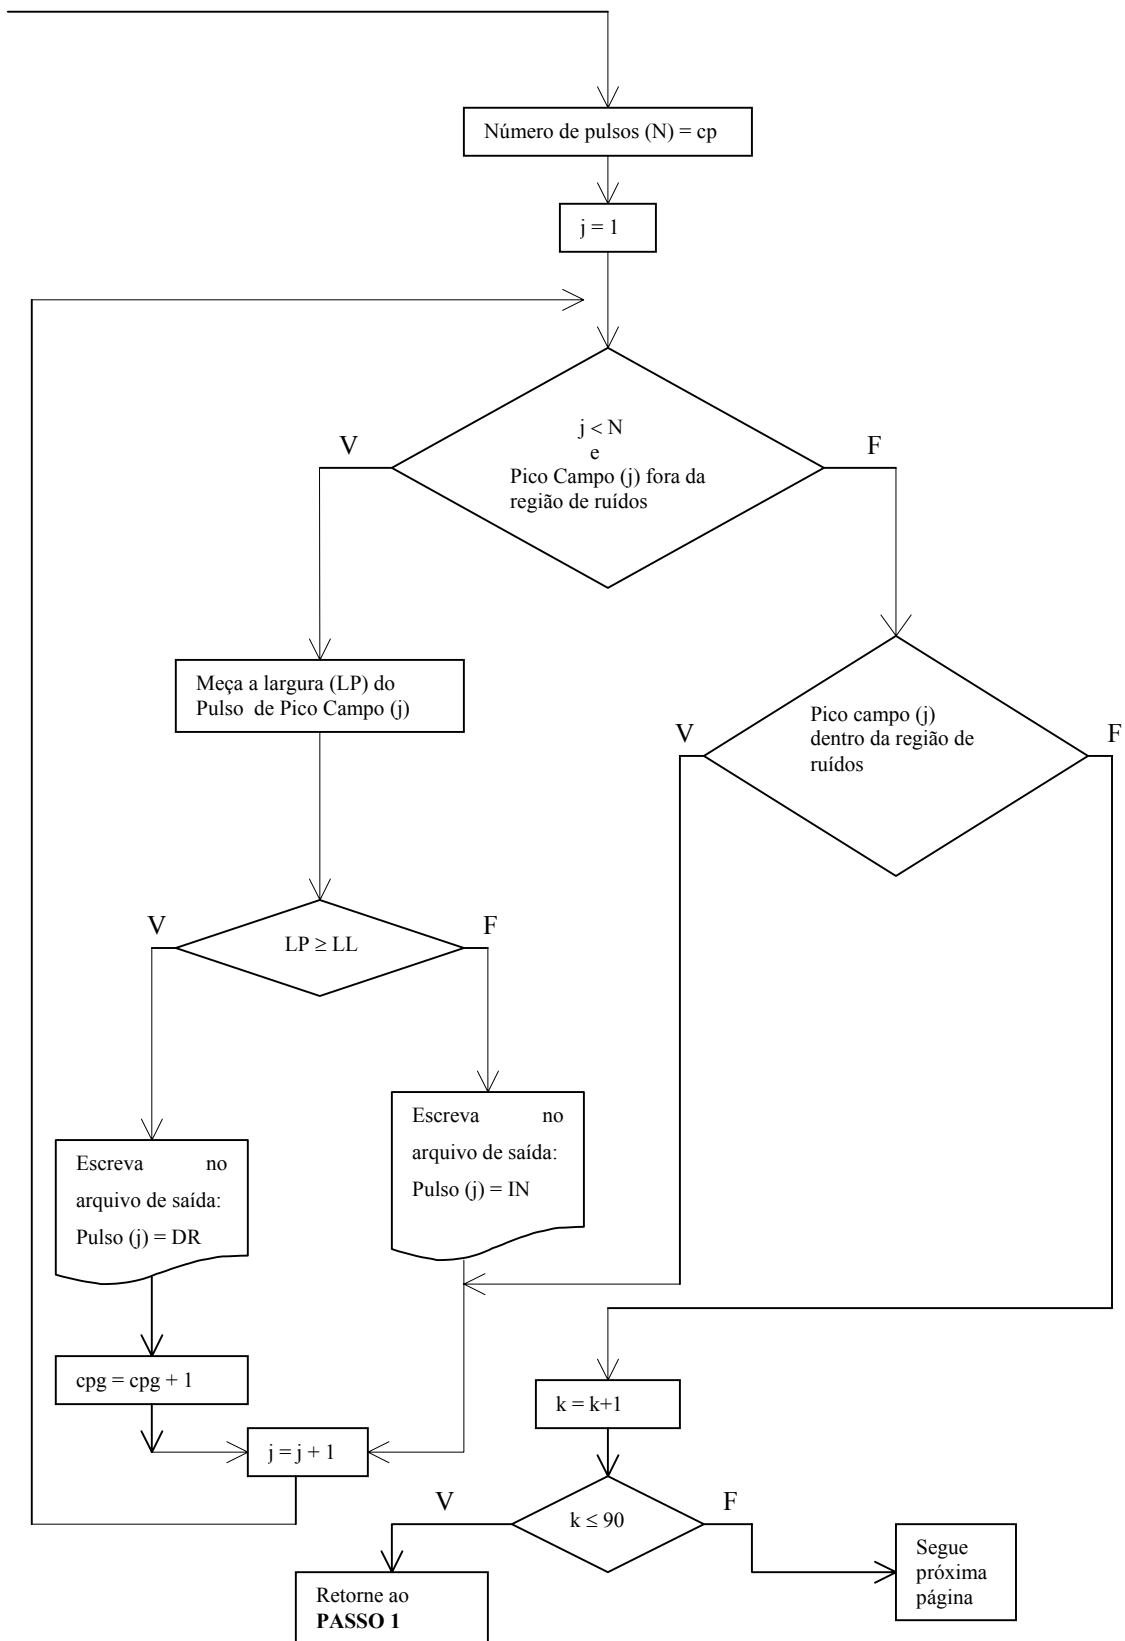 Número de pulsos (N) = cp
j = 1
j < N
e
Pico Campo (j) fora da
região de ruídos
V
F
Meça a largura (LP) do
Pulso de Pico Campo (j)
Pico campo (j)
dentro da região de
ruídos
V
F
LP ≥ LL
V
F
Escreva no
arquivo de saída:
Pulso (j) = IN
Escreva no
arquivo de saída:
Pulso (j) = DR
cpg = cpg + 1
k = k+1
j = j + 1
V
F
k ≤ 90
Segue
próxima
página
Retorne ao
PASSO 1